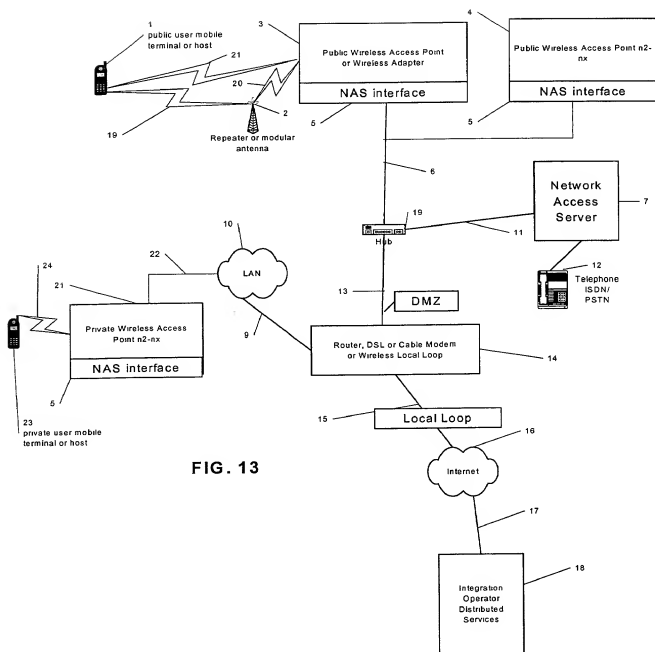 1
public user mobile
terminal or host
21
3
Public Wireless Access Point
or Wireless Adapter
NAS interface
4
Public Wireless Access Point n2-
nx
NAS interface
20
19
2
Repeater or modular
antenna
5
5
6
Network
Access
Server
7
19
Hub
11
10
LAN
22
12
Telephone
ISDN/
PSTN
24
21
13
DMZ
Private Wireless Access
Point n2-nx
NAS interface
9
Router, DSL or Cable Modem
or Wireless Local Loop
14
5
23
private user mobile
terminal or host
15
Local Loop
16
Internet
FIG. 13
17
Integration
Operator
Distributed
Services
18